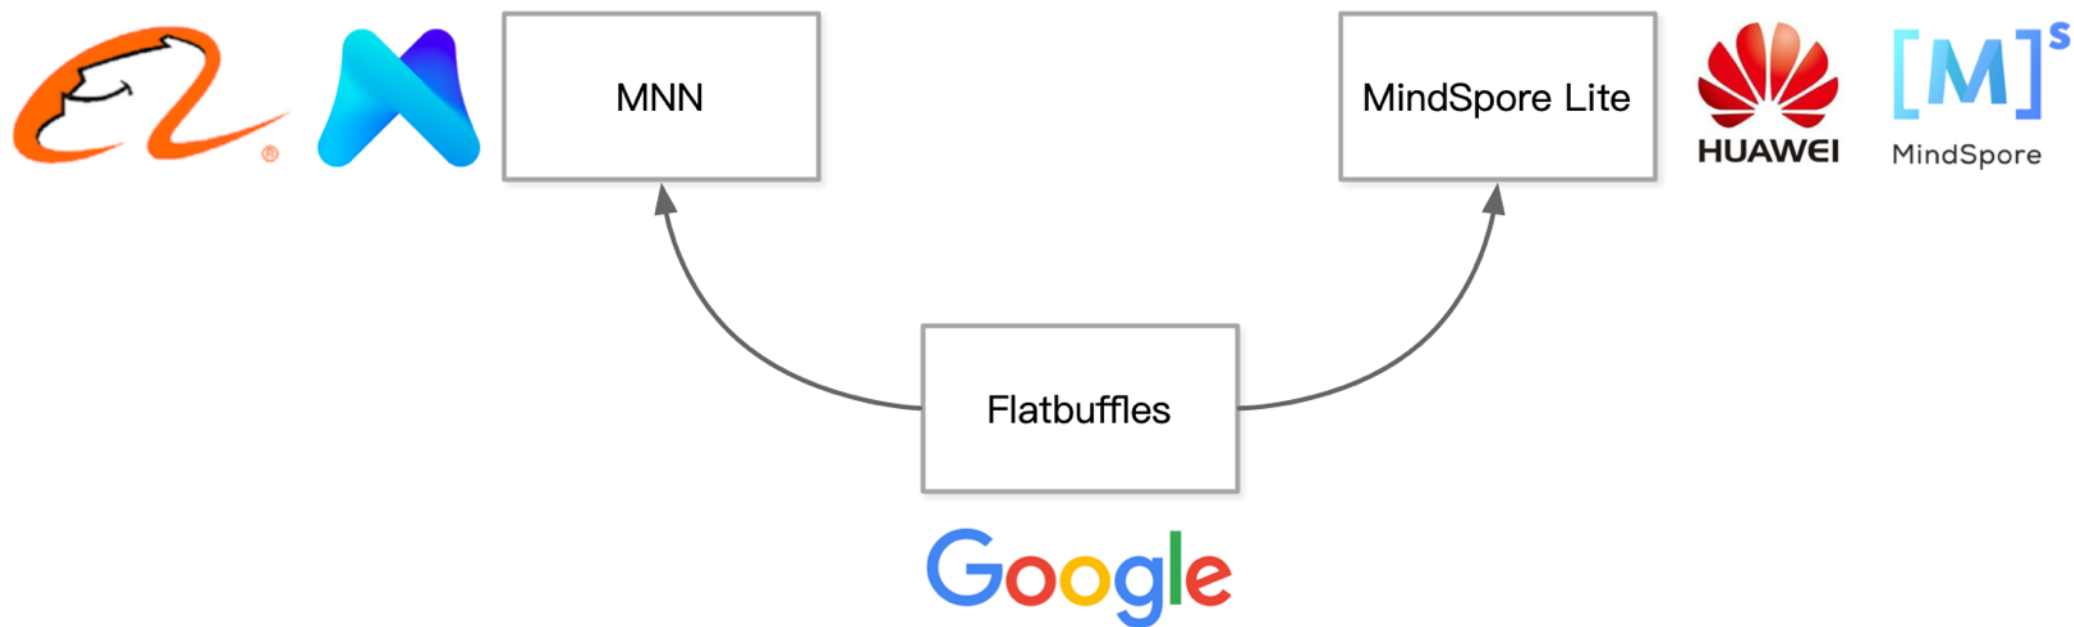 MNN
MindSpore Lite
HUAWEI
[M]s
MindSpore
Flatbuffles
Google
®